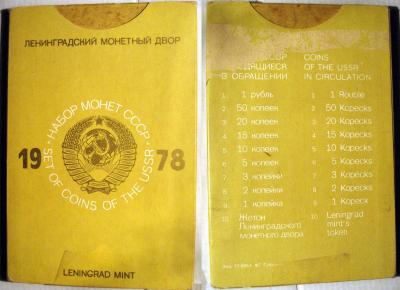 ЛЕНИНГРАДСКИЙ МОНЕТНЫЙ ДВОР
· НАБОР МОНЕТ СССР ·
SET OF COINS OF THE USSR
19 78
LENINGRAD MINT
СССР
ДЯЩИЕСЯ
В ОБРАЩЕНИИ
1. 1 рубль
2. 50 копеек
3. 20 копеек
4. 15 копеек
5. 10 копеек
6. 5 копеек
7. 3 копейки
8. 2 копейки
9. 1 копейка
10. Жетон
Ленинградского
монетного двора
COINS
OF THE USSR
IN CIRCULATION
1. 1 Rouble
2. 50 Kopecks
3. 20 Kopecks
4. 15 Kopecks
5. 10 Kopecks
6. 5 Kopecks
7. 3 Kopecks
8. 2 Kopecks
9. 1 Kopeck
10. Leningrad
mint's
token